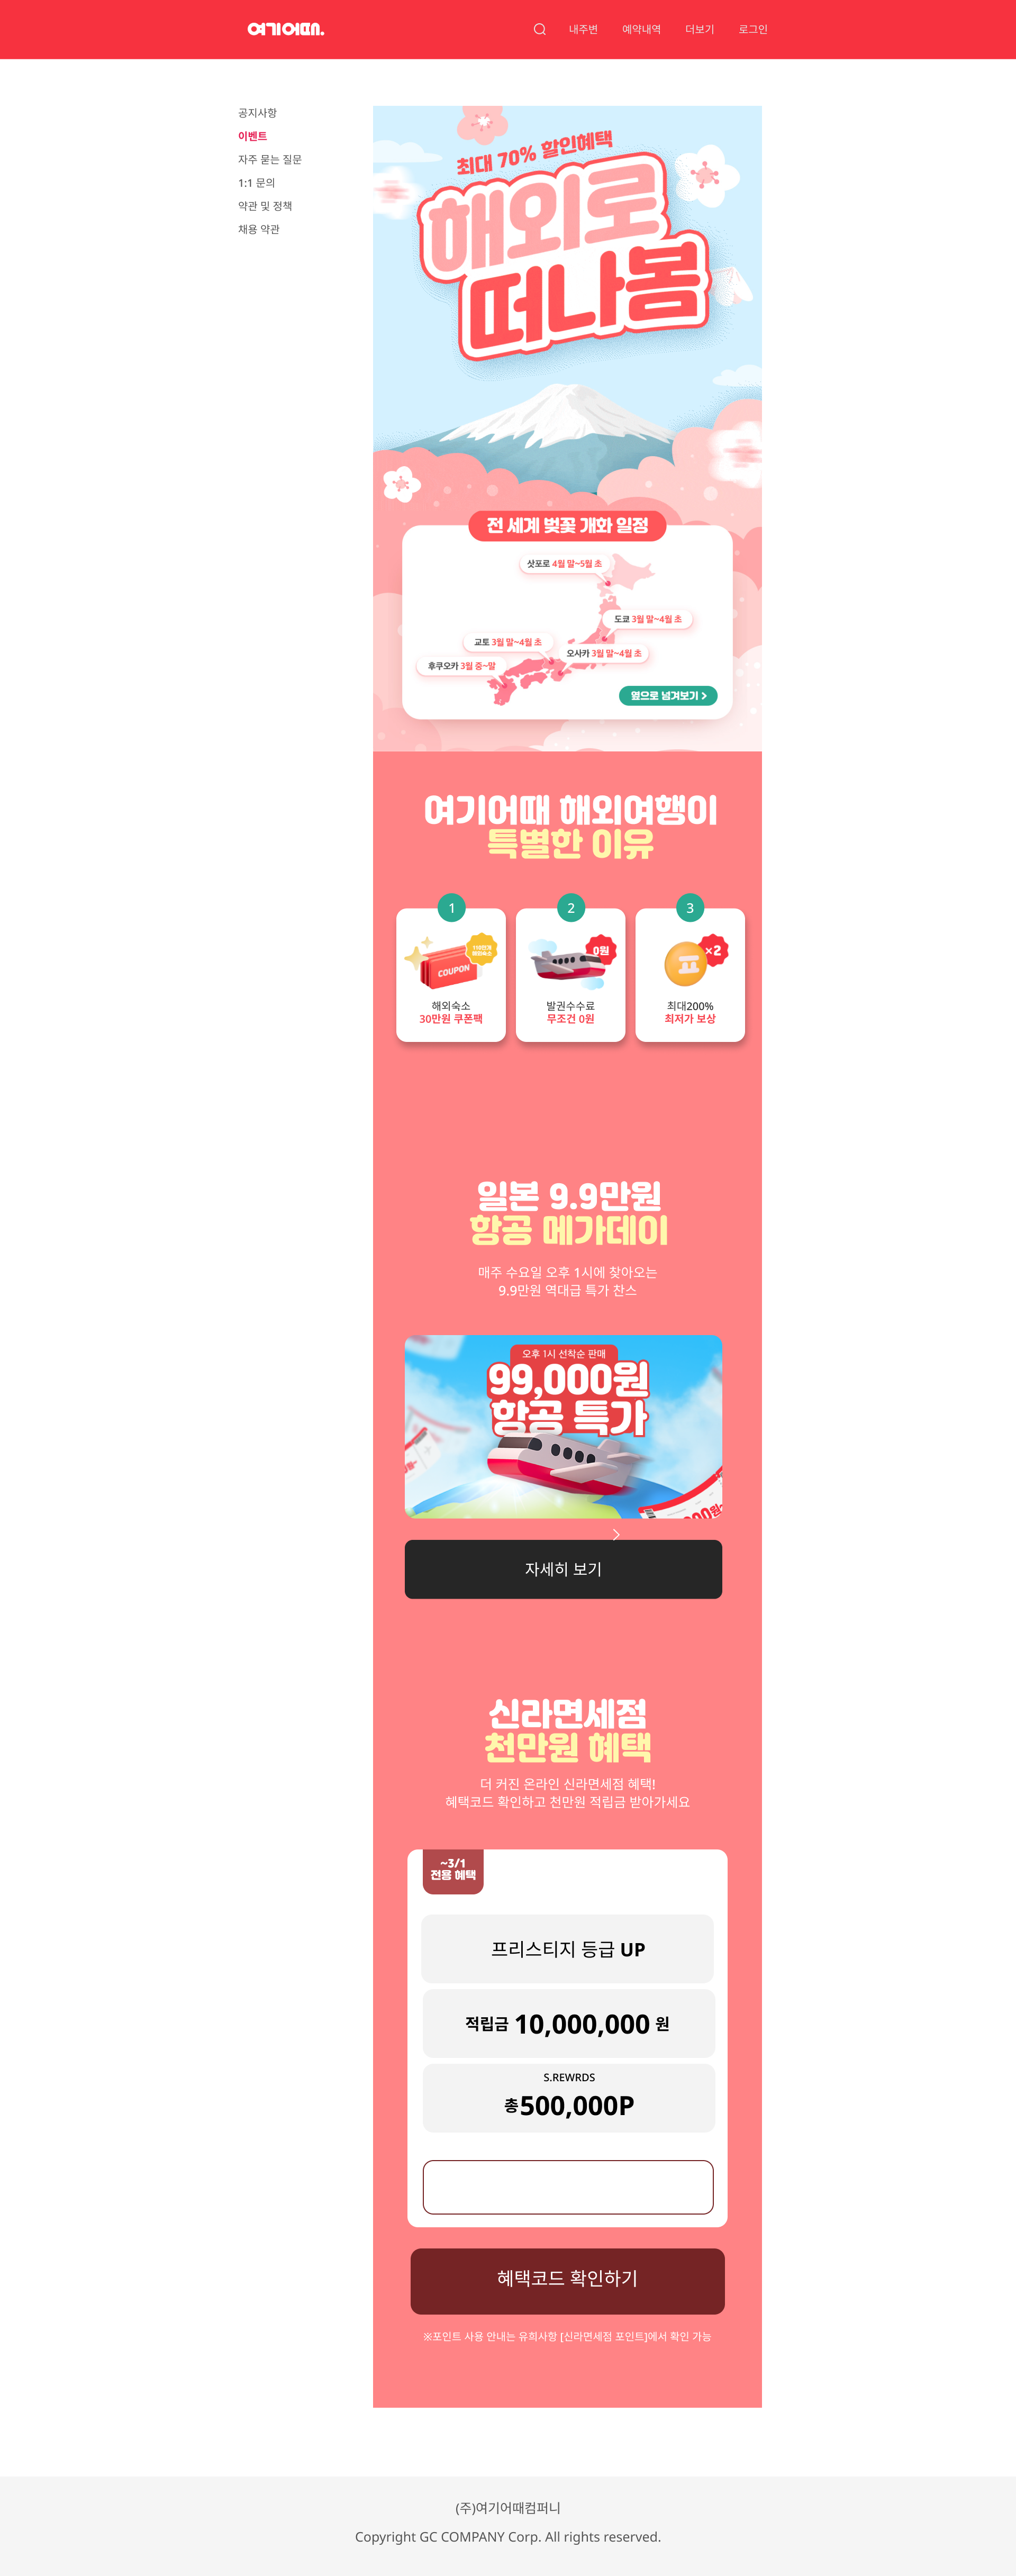 여기어때.
내주변
예약내역
더보기
로그인
공지사항
이벤트
자주 묻는 질문
1:1 문의
약관 및 정책
채용 약관
최대 70% 할인혜택
해외로
떠나봄
전 세계 벚꽃 개화 일정
삿포로 4월 말~5월 초
도쿄 3월 말~4월 초
교토 3월 말~4월 초
오사카 3월 말~4월 초
후쿠오카 3월 중~말
옆으로 넘겨보기 >
여기어때 해외여행이
특별한 이유
1
2
3
COUPON
0원
×2
해외숙소
30만원 쿠폰팩
발권수수료
무조건 0원
최대200%
최저가 보상
일본 9.9만원
항공 메가데이
매주 수요일 오후 1시에 찾아오는
9.9만원 역대급 특가 찬스
오후 1시 선착순 판매
99,000원
항공 특가
자세히 보기
신라면세점
천만원 혜택
더 커진 온라인 신라면세점 혜택!
혜택코드 확인하고 천만원 적립금 받아가세요
~3/1
전용 혜택
프리스티지 등급 UP
적립금 10,000,000 원
S.REWRDS
총500,000P
혜택코드 확인하기
※포인트 사용 안내는 유희사항 [신라면세점 포인트]에서 확인 가능
(주)여기어때컴퍼니
Copyright GC COMPANY Corp. All rights reserved.